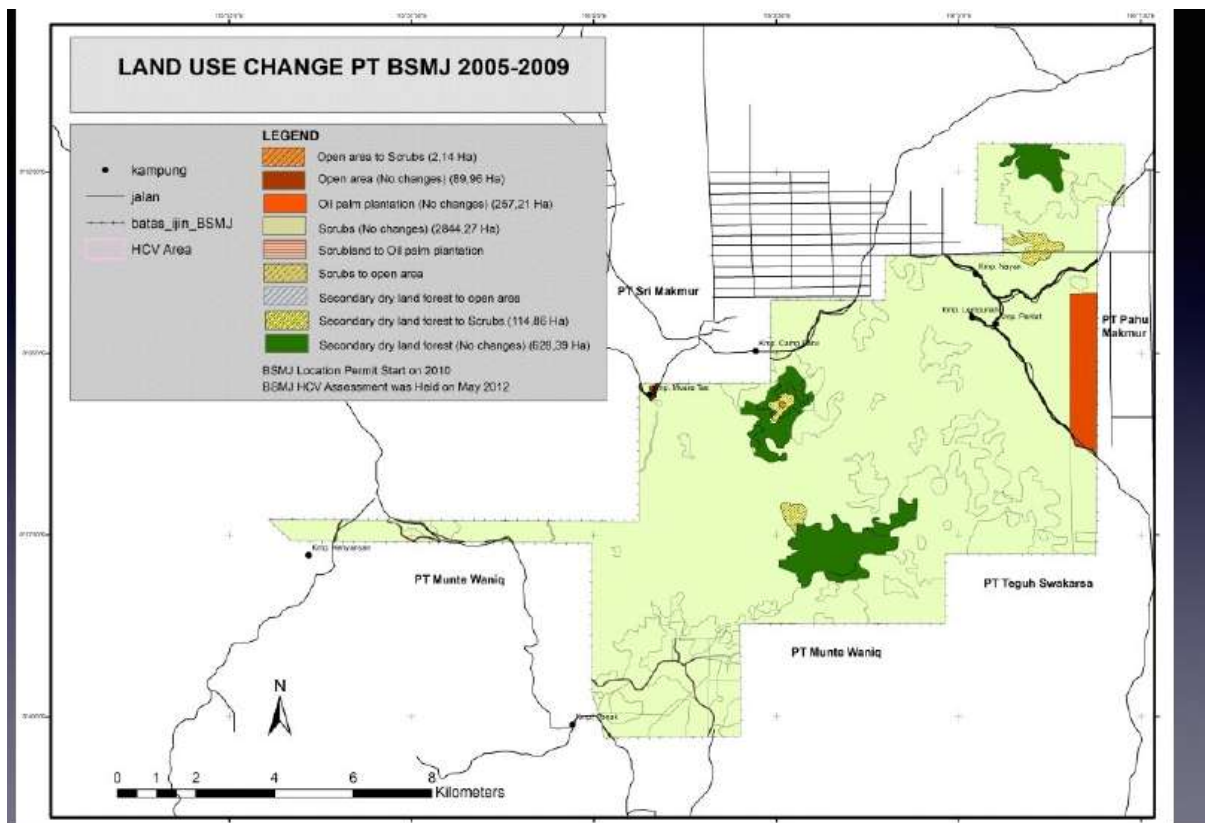 LAND USE CHANGE PT BSMJ 2005-2009
LEGEND
kampung
jalan
batas_ijin_BSMJ
HCV Area
Open area to Scrubs (2,14 Ha)
Open area (No changes) (89,96 Ha)
Oil palm plantation (No changes) (257,21 Ha)
Scrubs (No changes) (2844,27 Ha)
Scrubland to Oil palm plantation
Scrubs to open area
Secondary dry land forest to open area
Secondary dry land forest to Scrubs (114,86 Ha)
Secondary dry land forest (No changes) (628,39 Ha)
BSMJ Location Permit Start on 2010
BSMJ HCV Assessment was Held on May 2012
PT Sri Makmur
PT Pahu
Makmur
PT Munte Waniq
PT Teguh Swakarsa
PT Munte Waniq
N
0 1 2 4 6 8
Kilometers